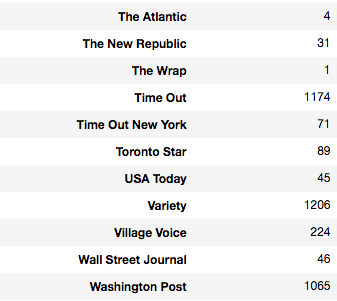 The Atlantic 4
The New Republic 31
The Wrap 1
Time Out 1174
Time Out New York 71
Toronto Star 89
USA Today 45
Variety 1206
Village Voice 224
Wall Street Journal 46
Washington Post 1065